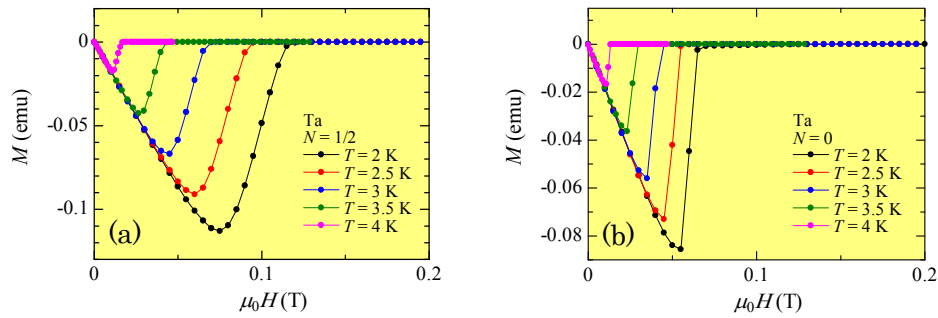 0
-0.05
-0.1
M (emu)
Ta
N = 1/2
T = 2 K
T = 2.5 K
T = 3 K
T = 3.5 K
T = 4 K
(a)
0
0.1
0.2
μ₀H (T)
0
-0.02
-0.04
-0.06
-0.08
M (emu)
Ta
N = 0
T = 2 K
T = 2.5 K
T = 3 K
T = 3.5 K
T = 4 K
(b)
0
0.1
0.2
μ₀H (T)